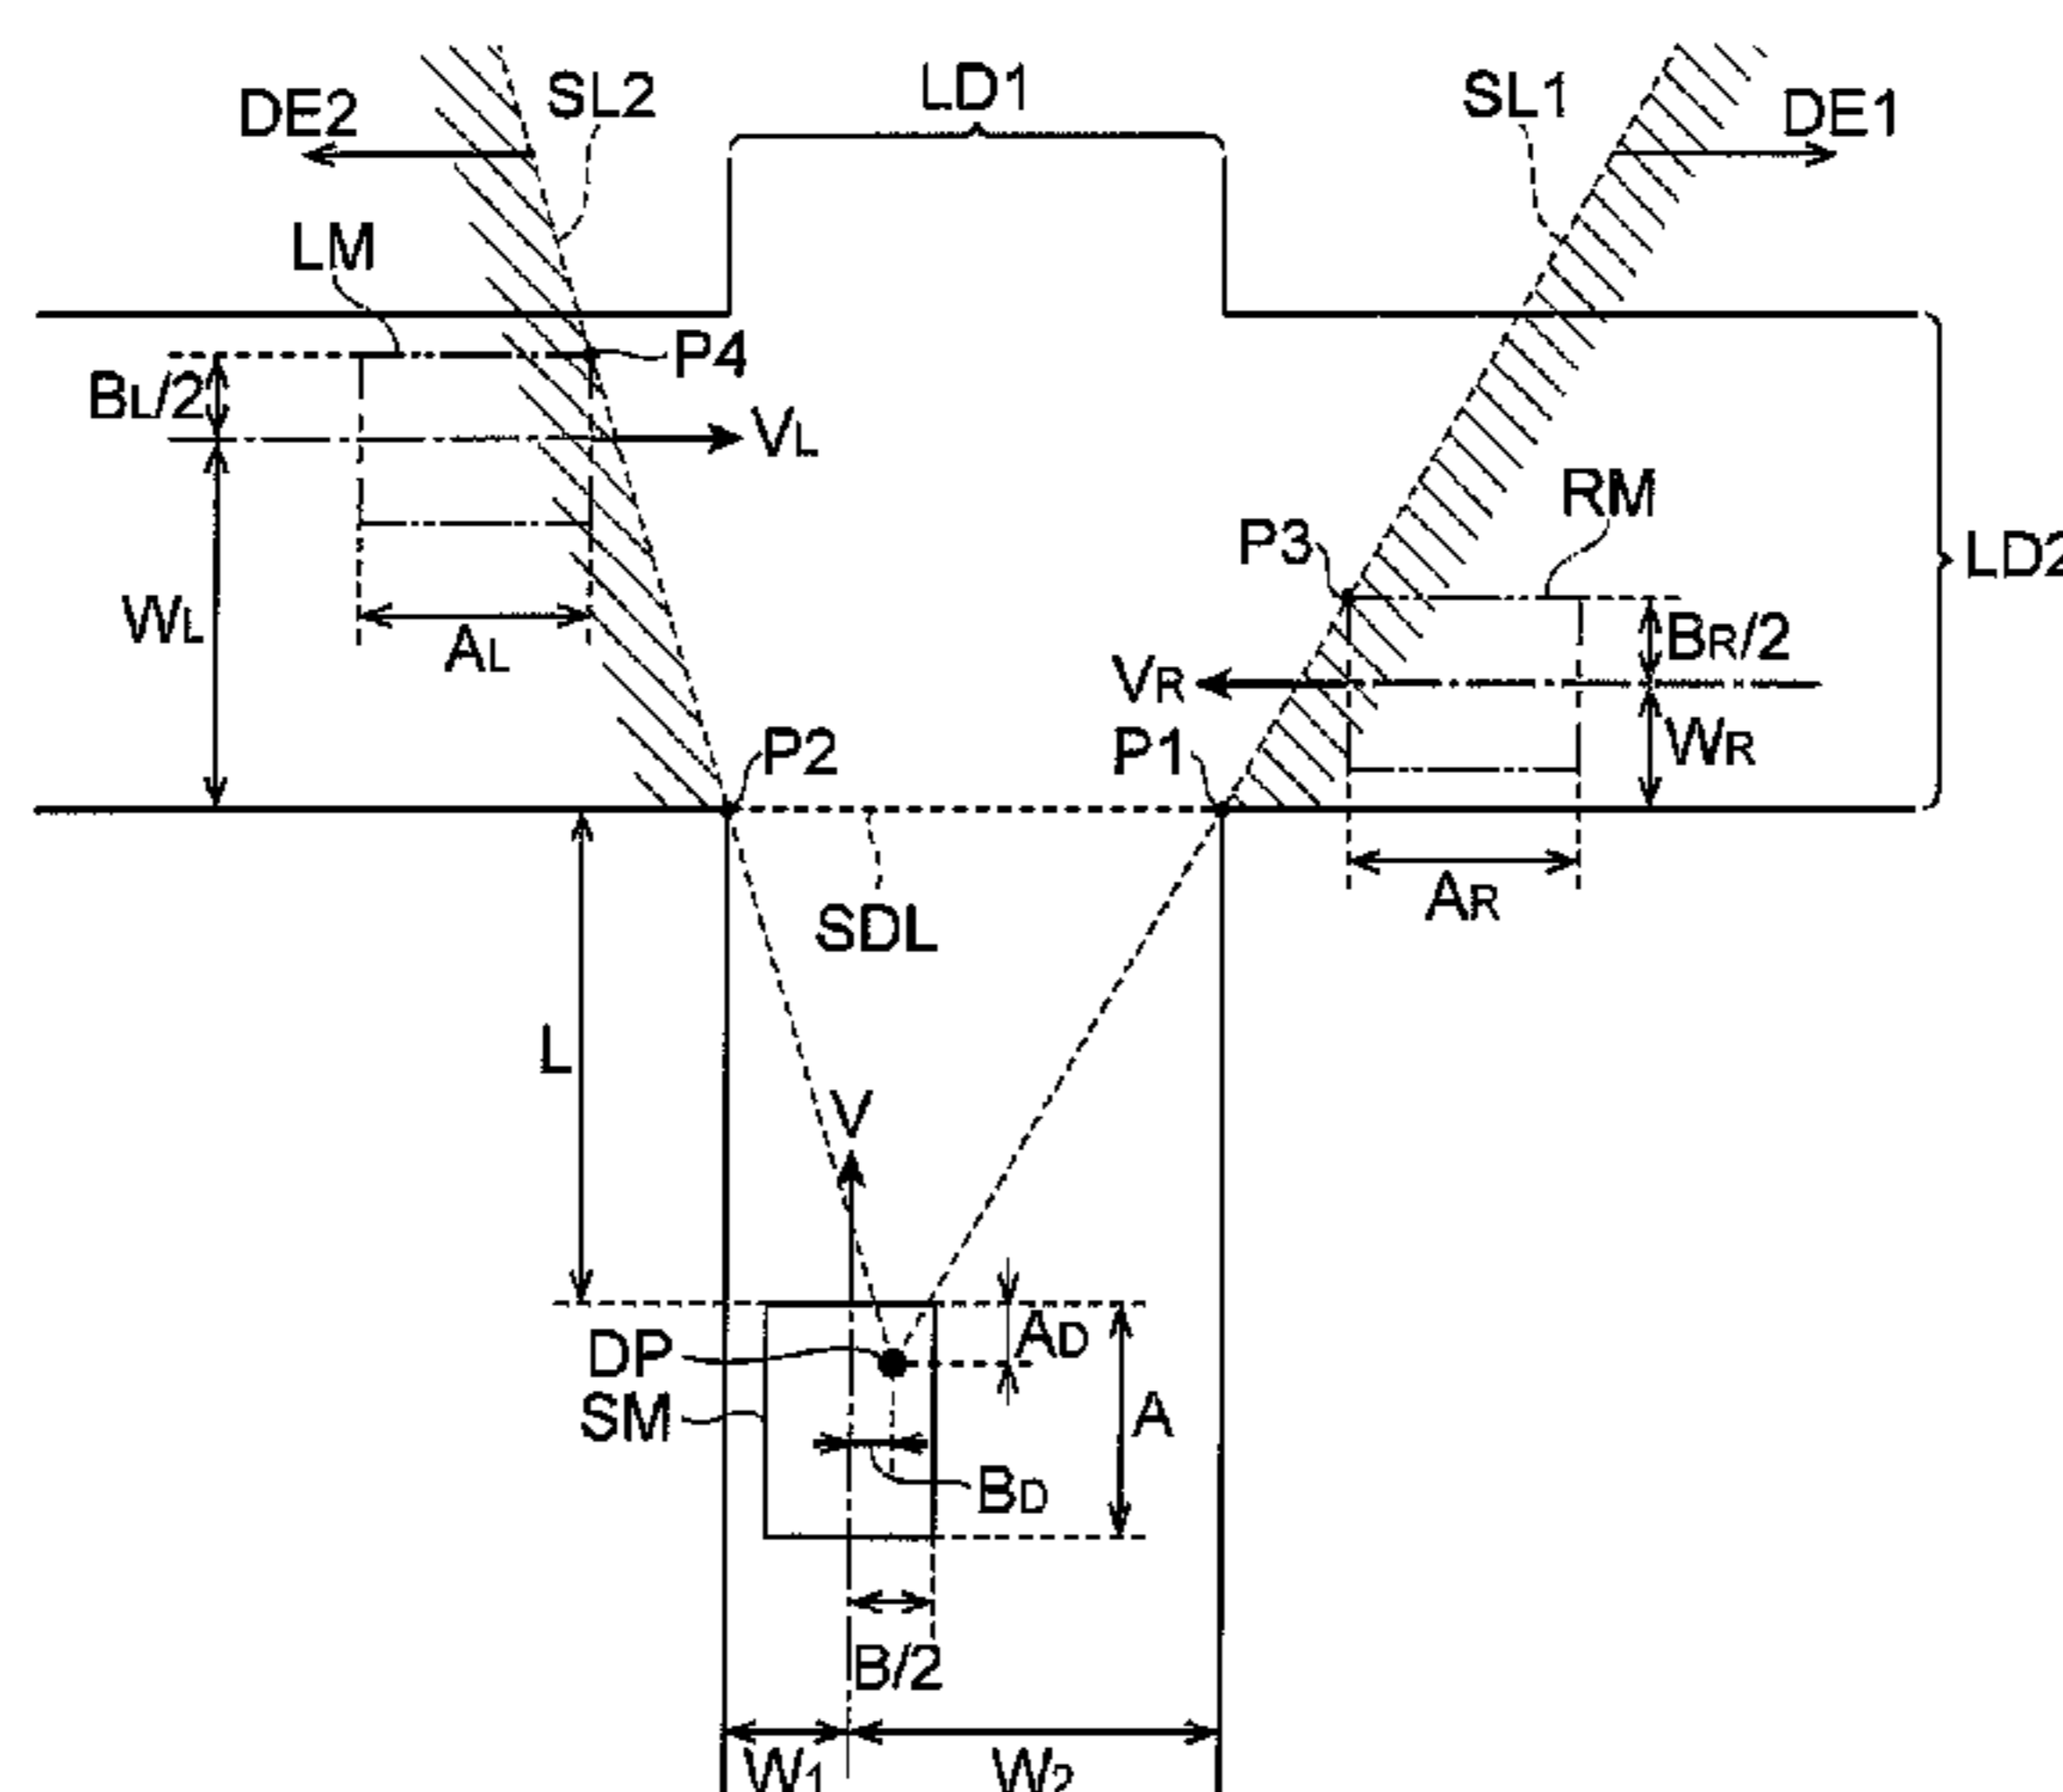 LD1
SL2
SL1
DE2
DE1
LM
P4
BL/2
VL
RM
P3
LD2
WL
AL
BR/2
VR
P2
P1
WR
AR
SDL
L
V
DP
AD
SM
A
BD
B/2
W1
W2